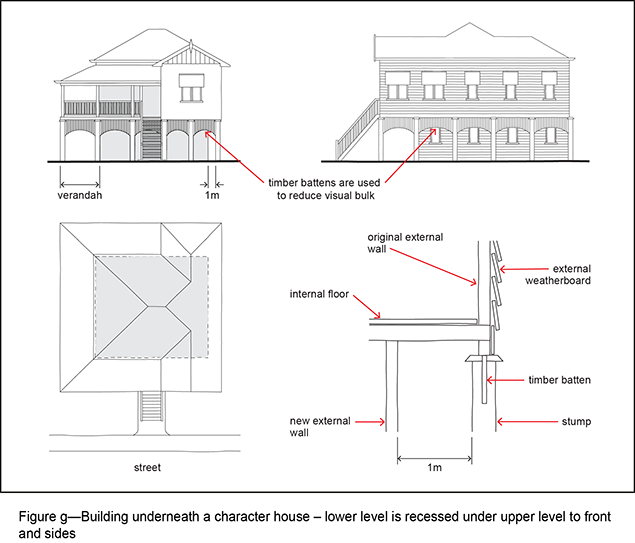 verandah
1m
timber battens are used
to reduce visual bulk
original external
wall
external
weatherboard
internal floor
timber batten
new external
wall
stump
1m
street
Figure g—Building underneath a character house – lower level is recessed under upper level to front
and sides